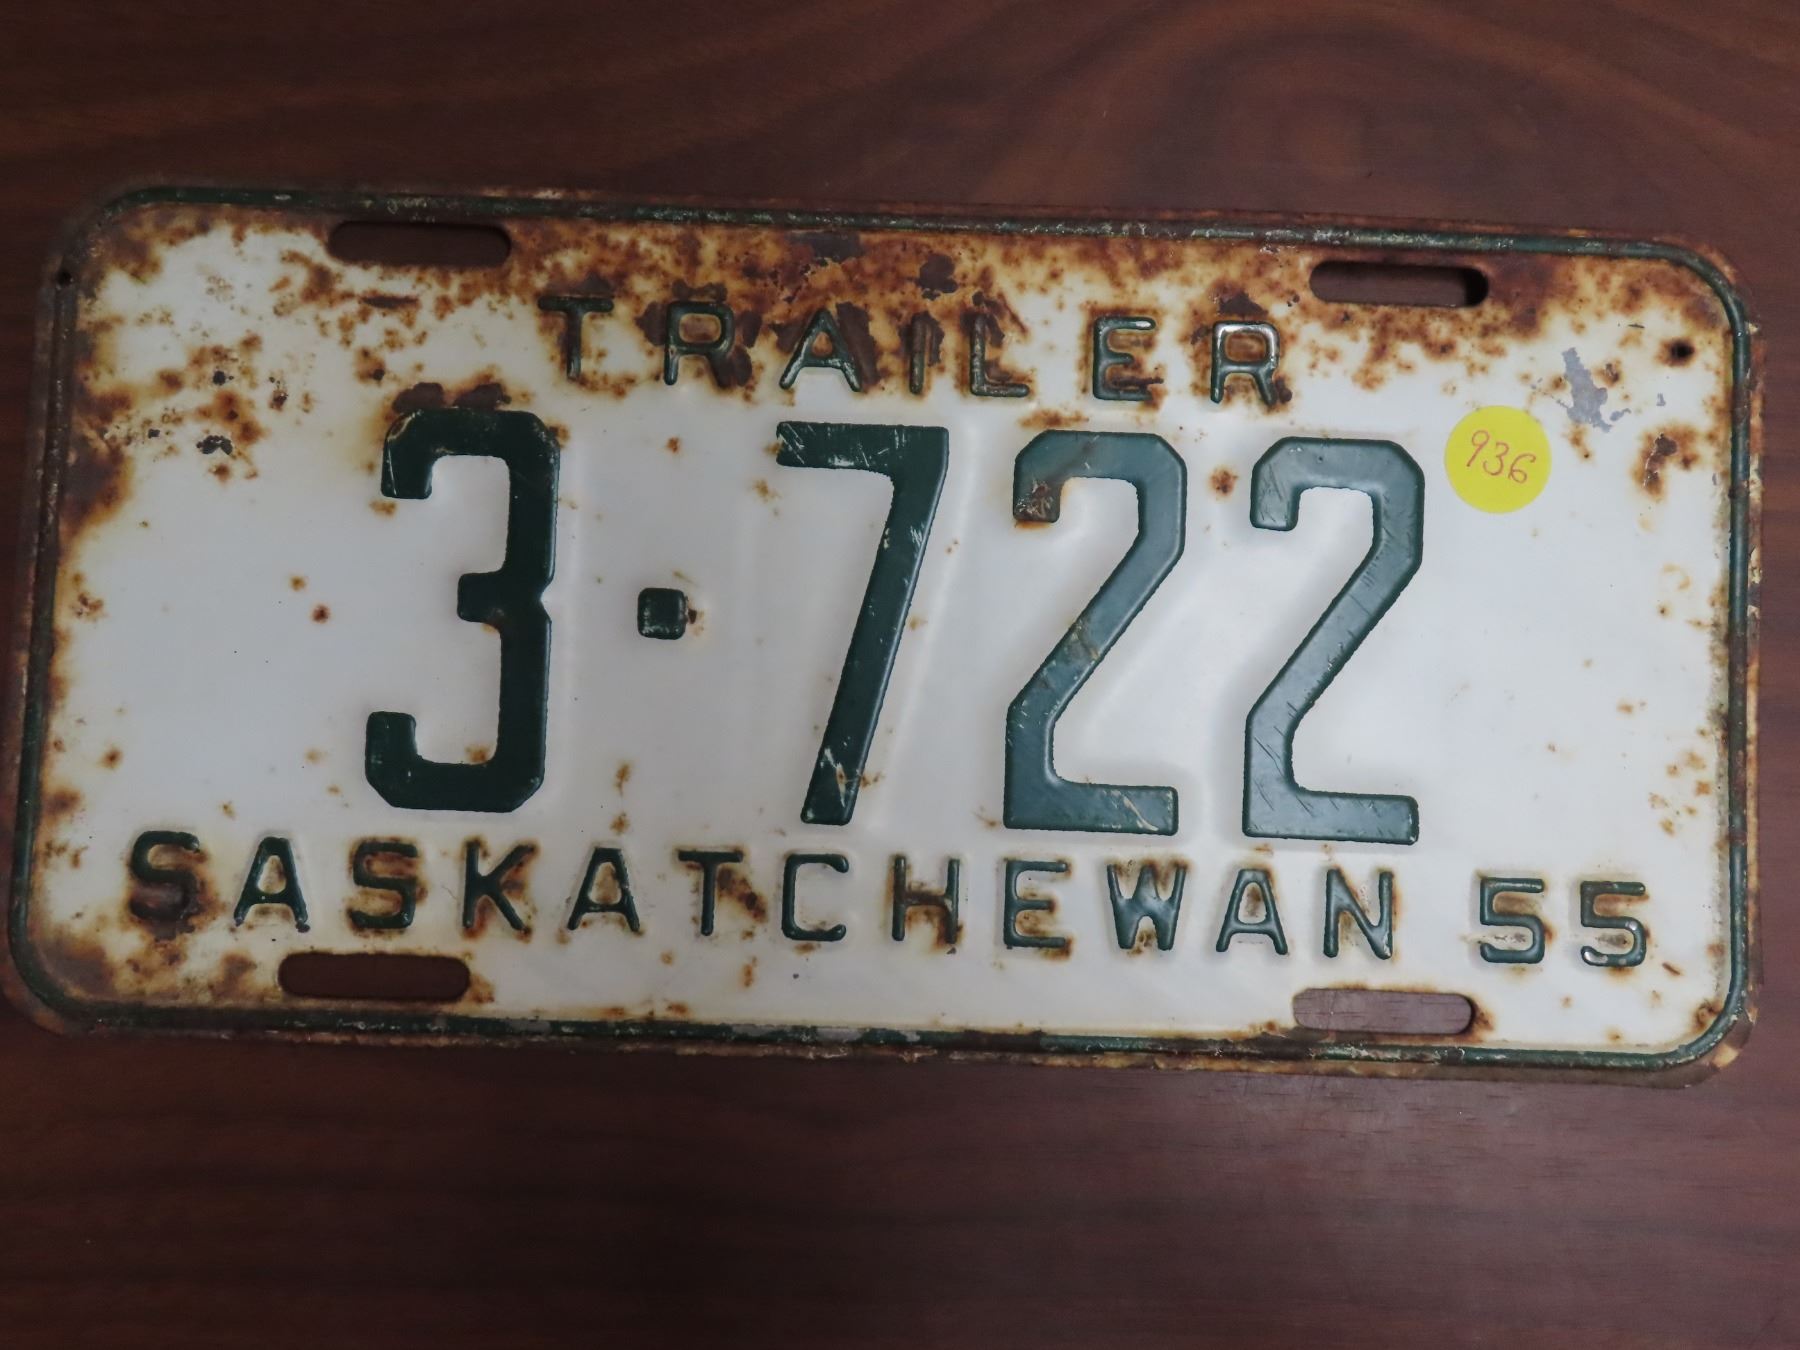 TRAILER
3·722
936
SASKATCHEWAN 55